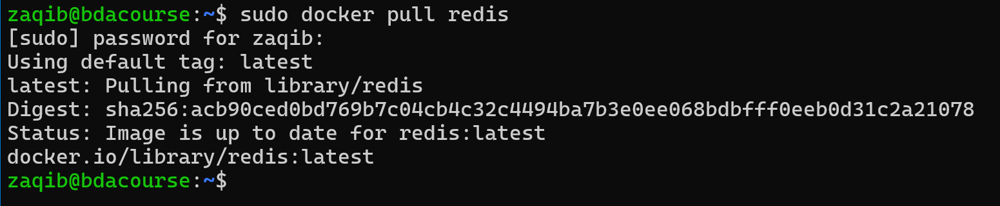 zaqib@bdacourse:~$ sudo docker pull redis
[sudo] password for zaqib:
Using default tag: latest
latest: Pulling from library/redis
Digest: sha256:acb90ced0bd769b7c04cb4c32c4494ba7b3e0ee068bdbfff0eeb0d31c2a21078
Status: Image is up to date for redis:latest
docker.io/library/redis:latest
zaqib@bdacourse:~$